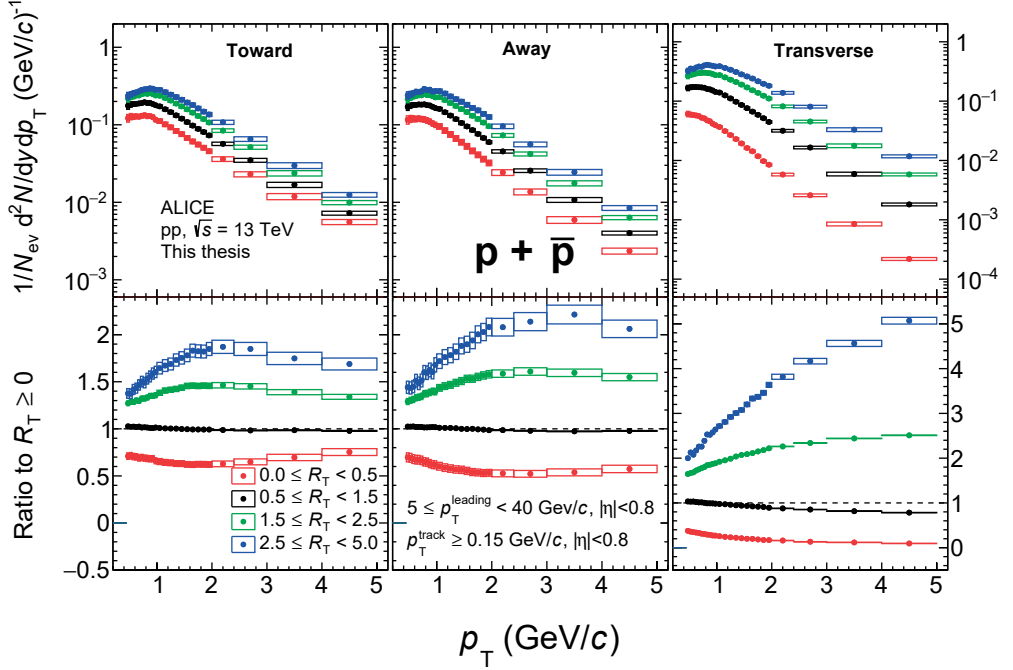 Toward
Away
Transverse
1/N_ev d²N/dydp_T (GeV/c)⁻¹
1
10⁻¹
10⁻²
10⁻³
1
10⁻¹
10⁻²
10⁻³
10⁻⁴
ALICE
pp, √s = 13 TeV
This thesis
p + p̅
Ratio to R_T ≥ 0
2
1.5
1
0.5
0
−0.5
5
4
3
2
1
0
0.0 ≤ R_T < 0.5
0.5 ≤ R_T < 1.5
1.5 ≤ R_T < 2.5
2.5 ≤ R_T < 5.0
5 ≤ p_T^leading < 40 GeV/c, |η|<0.8
p_T^track ≥ 0.15 GeV/c, |η|<0.8
1 2 3 4 5
1 2 3 4 5
1 2 3 4 5
p_T (GeV/c)